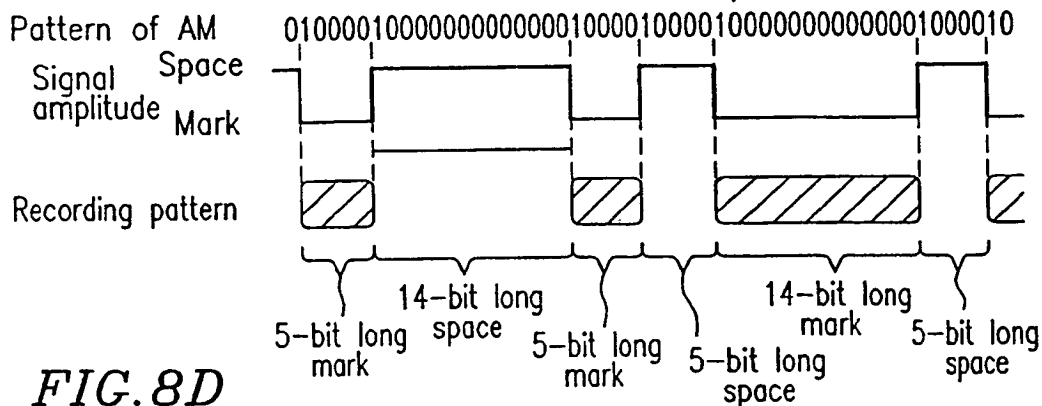 Pattern of AM 010000100000000000001000010000100000000000001000010
Signal amplitude
Space
Mark
Recording pattern
5-bit long mark
14-bit long space
5-bit long mark
5-bit long space
14-bit long mark
5-bit long space
FIG.8D